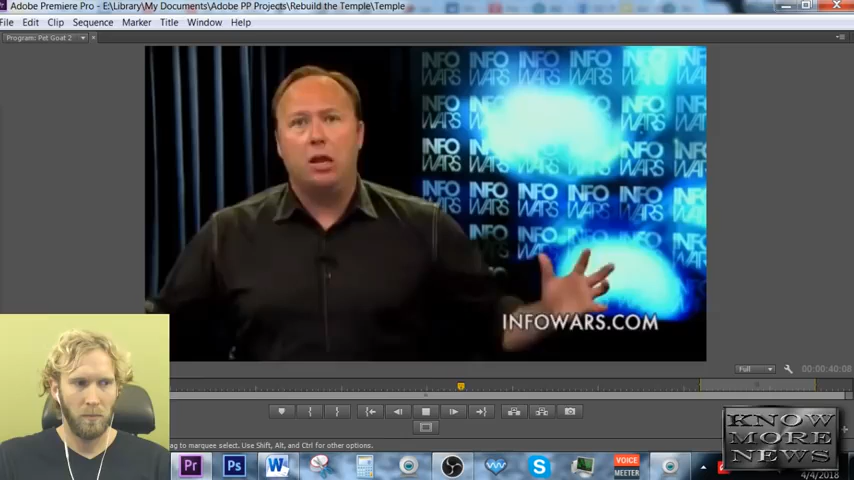 Adobe Premiere Pro - E:\Library\My Documents\Adobe PP Projects\Rebuild the Temple\Temple
File Edit Clip Sequence Marker Title Window Help
Program: Pet Goat 2
INFO WARS
INFOWARS.COM
Full
00:00:40:08
ag to marquee select. Use Shift, Alt, and Ctrl for other options.
Pr
Ps
W
S
VOICE
MEETER
KNOW
MORE
NEWS
4/4/2018